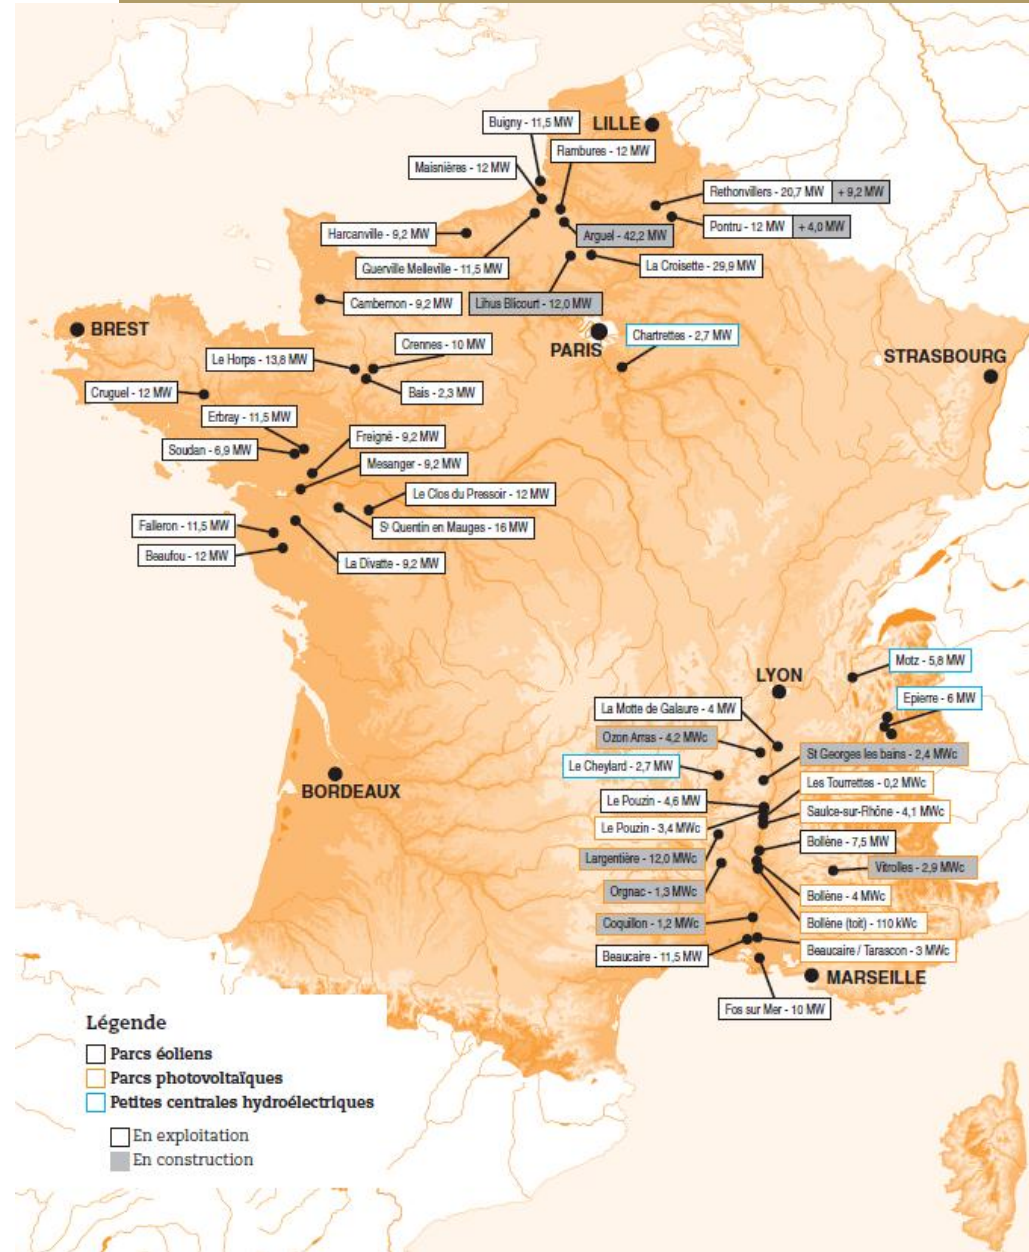 Buigny - 11,5 MW
LILLE
Rambures - 12 MW
Maisnières - 12 MW
Rethonvillers - 20,7 MW
+ 9,2 MW
Pontru - 12 MW
+ 4,0 MW
Harcanville - 9,2 MW
Arguel - 42,2 MW
Guerville Melleville - 11,5 MW
La Croisette - 29,9 MW
Cambernon - 9,2 MW
Lihus Blicourt - 12,0 MW
BREST
PARIS
Chartrettes - 2,7 MW
STRASBOURG
Crennes - 10 MW
Le Horps - 13,8 MW
Cruguel - 12 MW
Bais - 2,3 MW
Erbray - 11,5 MW
Freigné - 9,2 MW
Soudan - 6,9 MW
Mesanger - 9,2 MW
Le Clos du Pressoir - 12 MW
Falleron - 11,5 MW
St Quentin en Mauges - 16 MW
Beaufou - 12 MW
La Divatte - 9,2 MW
Motz - 5,8 MW
LYON
Epierre - 6 MW
La Motte de Galaure - 4 MW
Ozon Arras - 4,2 MWc
St Georges les bains - 2,4 MWc
Le Cheylard - 2,7 MW
Les Tourrettes - 0,2 MWc
BORDEAUX
Le Pouzin - 4,6 MW
Saulce-sur-Rhône - 4,1 MWc
Le Pouzin - 3,4 MWc
Bollène - 7,5 MW
Largentière - 12,0 MWc
Vitrolles - 2,9 MWc
Orgnac - 1,3 MWc
Bollène - 4 MWc
Coquillon - 1,2 MWc
Bollène (toit) - 110 kWc
Beaucaire - 11,5 MW
Beaucaire / Tarascon - 3 MWc
MARSEILLE
Fos sur Mer - 10 MW
Légende
Parcs éoliens
Parcs photovoltaïques
Petites centrales hydroélectriques
En exploitation
En construction